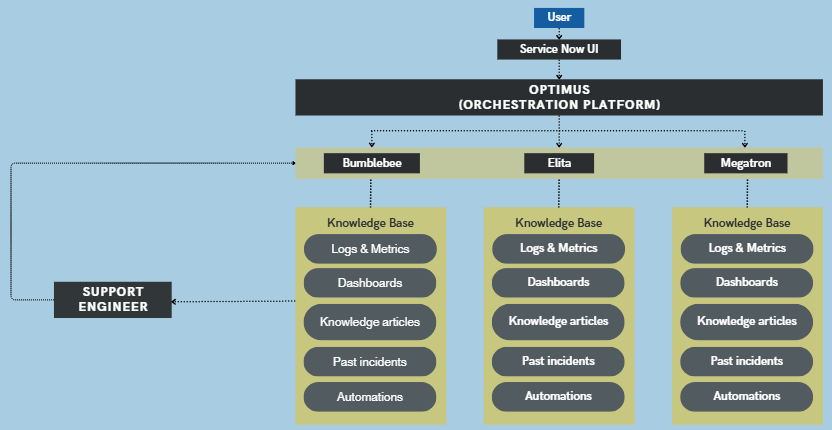 User
Service Now UI
OPTIMUS
(ORCHESTRATION PLATFORM)
Bumblebee
Elita
Megatron
Knowledge Base
Logs & Metrics
Dashboards
Knowledge articles
Past incidents
Automations
Knowledge Base
Logs & Metrics
Dashboards
Knowledge articles
Past incidents
Automations
Knowledge Base
Logs & Metrics
Dashboards
Knowledge articles
Past incidents
Automations
SUPPORT
ENGINEER